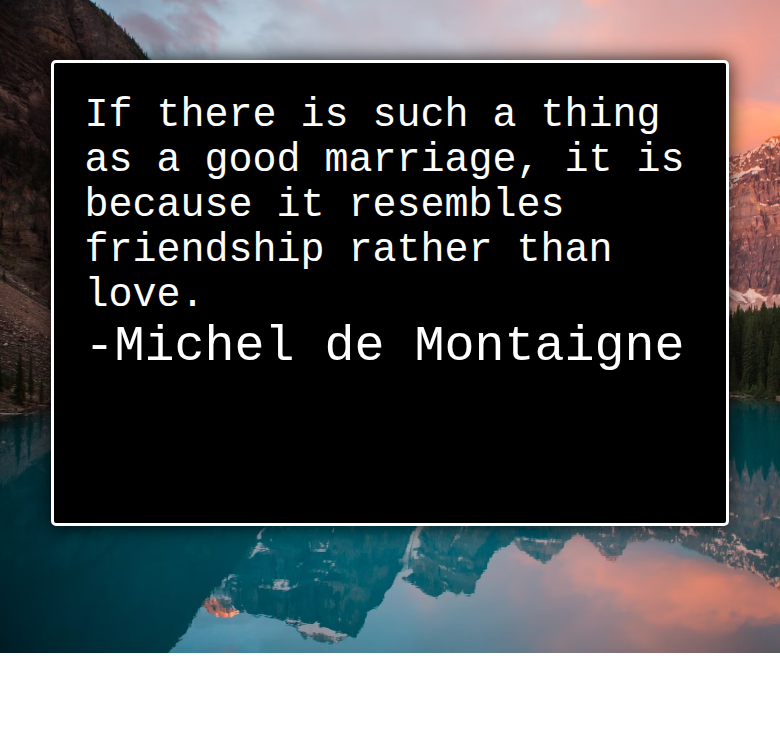 If there is such a thing
as a good marriage, it is
because it resembles
friendship rather than
love.
-Michel de Montaigne